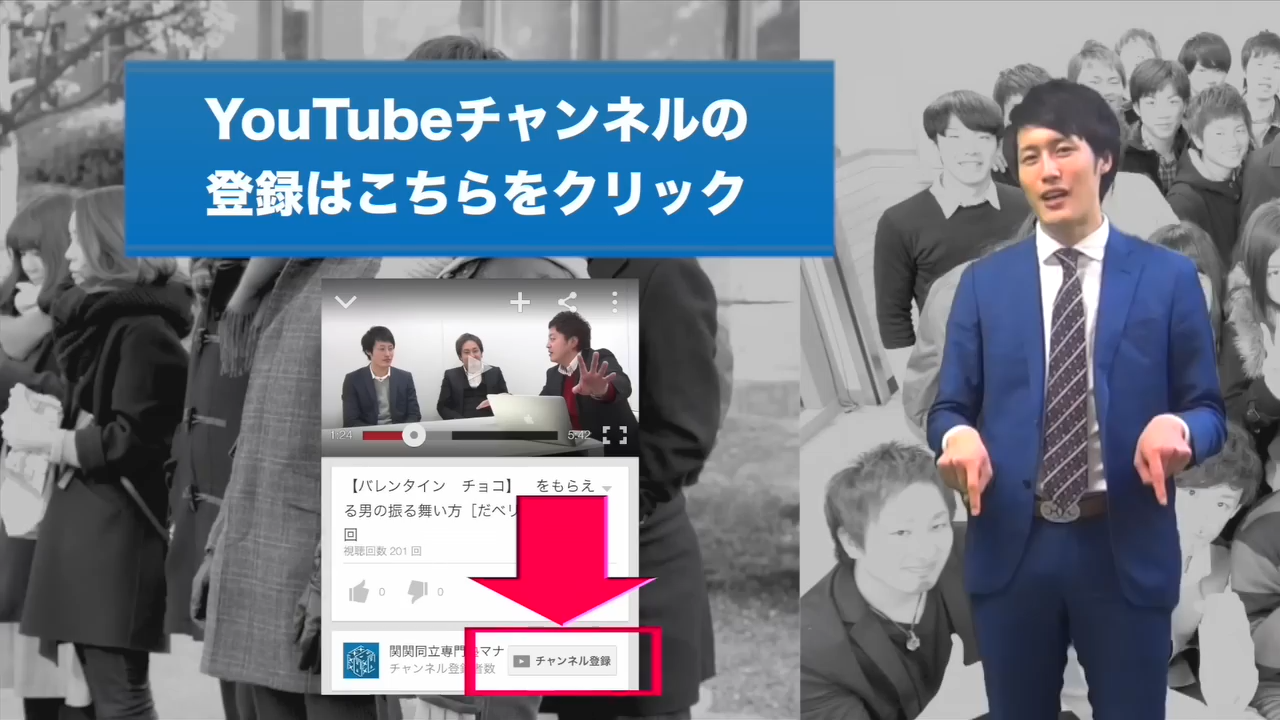 YouTubeチャンネルの
登録はこちらをクリック
1:24
5:42
【バレンタイン　チョコ】　をもらえ
る男の振る舞い方［だべリ
回
視聴回数 201 回
0
0
関関同立専門塾マナ
チャンネル登録者数
チャンネル登録